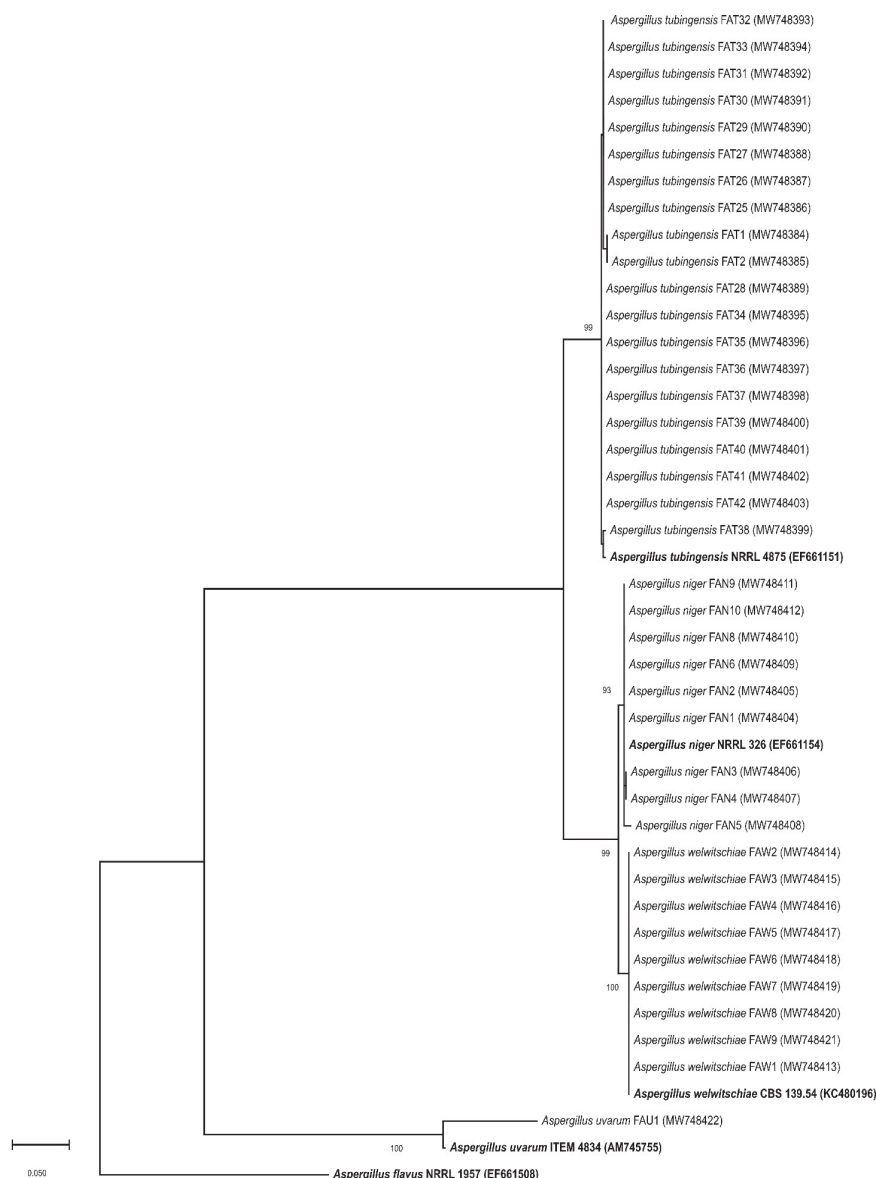 Aspergillus tubingensis FAT32 (MW748393)
Aspergillus tubingensis FAT33 (MW748394)
Aspergillus tubingensis FAT31 (MW748392)
Aspergillus tubingensis FAT30 (MW748391)
Aspergillus tubingensis FAT29 (MW748390)
Aspergillus tubingensis FAT27 (MW748388)
Aspergillus tubingensis FAT26 (MW748387)
Aspergillus tubingensis FAT25 (MW748386)
Aspergillus tubingensis FAT1 (MW748384)
Aspergillus tubingensis FAT2 (MW748385)
Aspergillus tubingensis FAT28 (MW748389)
Aspergillus tubingensis FAT34 (MW748395)
99
Aspergillus tubingensis FAT35 (MW748396)
Aspergillus tubingensis FAT36 (MW748397)
Aspergillus tubingensis FAT37 (MW748398)
Aspergillus tubingensis FAT39 (MW748400)
Aspergillus tubingensis FAT40 (MW748401)
Aspergillus tubingensis FAT41 (MW748402)
Aspergillus tubingensis FAT42 (MW748403)
Aspergillus tubingensis FAT38 (MW748399)
Aspergillus tubingensis NRRL 4875 (EF661151)
Aspergillus niger FAN9 (MW748411)
Aspergillus niger FAN10 (MW748412)
Aspergillus niger FAN8 (MW748410)
Aspergillus niger FAN6 (MW748409)
93
Aspergillus niger FAN2 (MW748405)
Aspergillus niger FAN1 (MW748404)
Aspergillus niger NRRL 326 (EF661154)
Aspergillus niger FAN3 (MW748406)
Aspergillus niger FAN4 (MW748407)
Aspergillus niger FAN5 (MW748408)
99
Aspergillus welwitschiae FAW2 (MW748414)
Aspergillus welwitschiae FAW3 (MW748415)
Aspergillus welwitschiae FAW4 (MW748416)
Aspergillus welwitschiae FAW5 (MW748417)
Aspergillus welwitschiae FAW6 (MW748418)
100
Aspergillus welwitschiae FAW7 (MW748419)
Aspergillus welwitschiae FAW8 (MW748420)
Aspergillus welwitschiae FAW9 (MW748421)
Aspergillus welwitschiae FAW1 (MW748413)
Aspergillus welwitschiae CBS 139.54 (KC480196)
Aspergillus uvarum FAU1 (MW748422)
100
Aspergillus uvarum ITEM 4834 (AM745755)
0.050
Aspergillus flavus NRRL 1957 (EF661508)